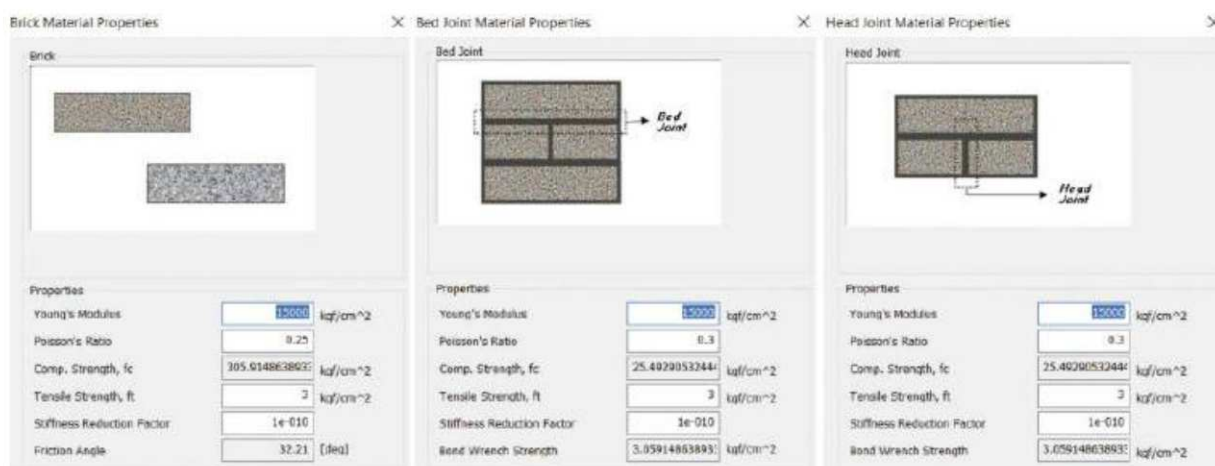 Brick Material Properties
Brick
Properties
Young's Modulus 15000 kgf/cm^2
Poisson's Ratio 0.25
Comp. Strength, fc 305.9148638933 kgf/cm^2
Tensile Strength, ft 3 kgf/cm^2
Stiffness Reduction Factor 1e-010
Friction Angle 32.21 [deg]
Bed Joint Material Properties
Bed Joint
Bed
Joint
Properties
Young's Modulus 15000 kgf/cm^2
Poisson's Ratio 0.3
Comp. Strength, fc 25.4929053244 kgf/cm^2
Tensile Strength, ft 3 kgf/cm^2
Stiffness Reduction Factor 1e-010
Bond Wrench Strength 3.05914863893 kgf/cm^2
Head Joint Material Properties
Head Joint
Head
Joint
Properties
Young's Modulus 15000 kgf/cm^2
Poisson's Ratio 0.3
Comp. Strength, fc 25.4929053244 kgf/cm^2
Tensile Strength, ft 3 kgf/cm^2
Stiffness Reduction Factor 1e-010
Bond Wrench Strength 3.05914863893 kgf/cm^2